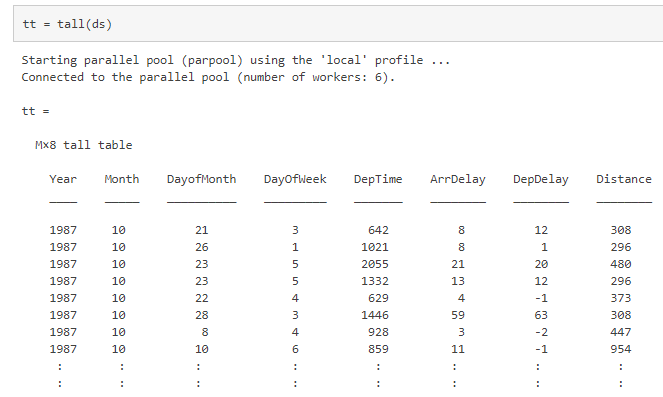 tt = tall(ds)
Starting parallel pool (parpool) using the 'local' profile ...
Connected to the parallel pool (number of workers: 6).
tt =
M×8 tall table
Year Month DayofMonth DayOfWeek DepTime ArrDelay DepDelay Distance
____ _____ __________ _________ _______ ________ ________ ________
1987 10 21 3 642 8 12 308
1987 10 26 1 1021 8 1 296
1987 10 23 5 2055 21 20 480
1987 10 23 5 1332 13 12 296
1987 10 22 4 629 4 -1 373
1987 10 28 3 1446 59 63 308
1987 10 8 4 928 3 -2 447
1987 10 10 6 859 11 -1 954
: : : : : : : :
: : : : : : : :